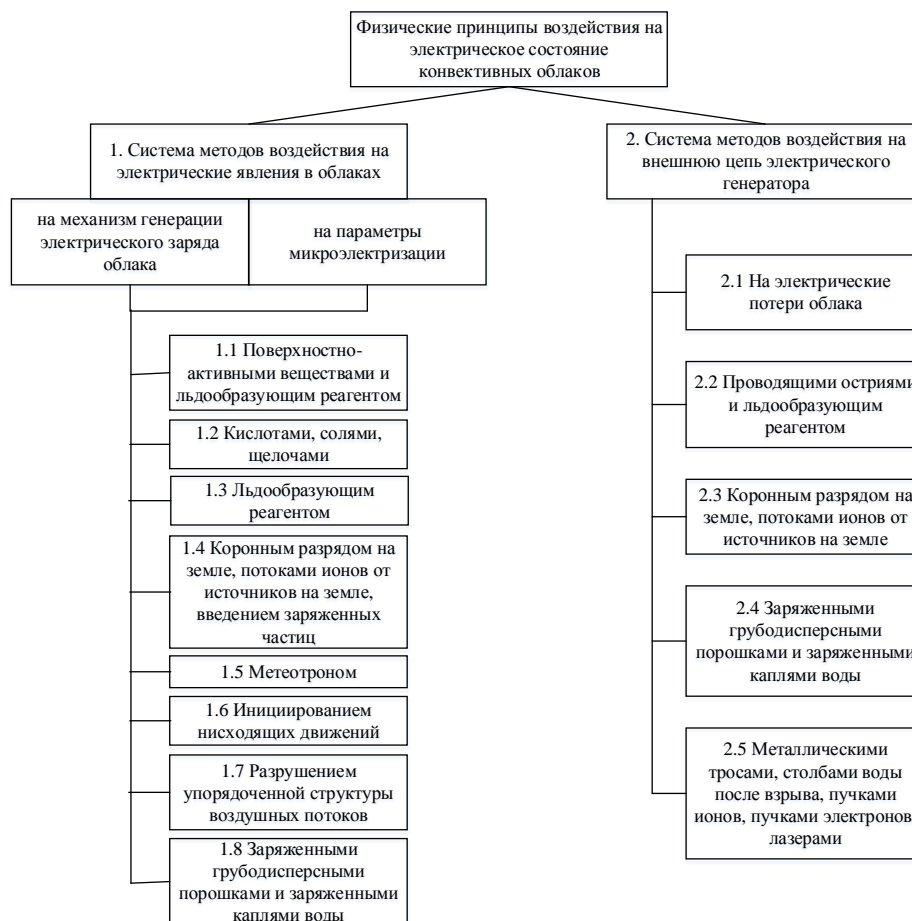 Физические принципы воздействия на
электрическое состояние
конвективных облаков
1. Система методов воздействия на
электрические явления в облаках
на механизм генерации
электрического заряда
облака
на параметры
микроэлектризации
1.1 Поверхностно-
активными веществами и
льдообразующим реагентом
1.2 Кислотами, солями,
щелочами
1.3 Льдообразующим
реагентом
1.4 Коронным разрядом на
земле, потоками ионов от
источников на земле,
введением заряженных
частиц
1.5 Метеотроном
1.6 Инициированием
нисходящих движений
1.7 Разрушением
упорядоченной структуры
воздушных потоков
1.8 Заряженными
грубодисперсными
порошками и заряженными
каплями воды
2. Система методов воздействия на
внешнюю цепь электрического
генератора
2.1 На электрические
потери облака
2.2 Проводящими остриями
и льдообразующим
реагентом
2.3 Коронным разрядом на
земле, потоками ионов от
источников на земле
2.4 Заряженными
грубодисперсными
порошками и заряженными
каплями воды
2.5 Металлическими
тросами, столбами воды
после взрыва, пучками
ионов, пучками электронов,
лазерами